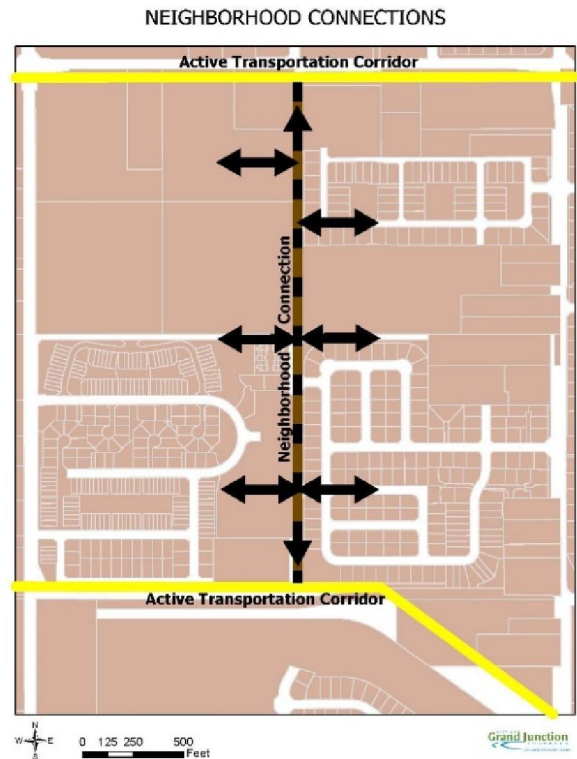 NEIGHBORHOOD CONNECTIONS
Active Transportation Corridor
Neighborhood Connection
Active Transportation Corridor
N
W E
S
0 125 250 500
Feet
Grand Junction